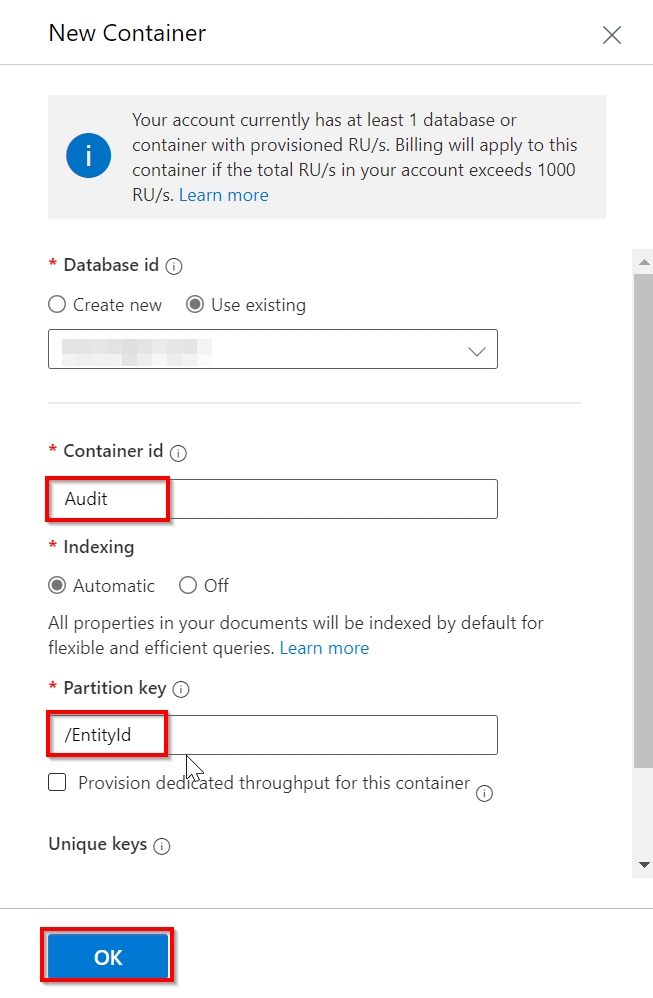 New Container
Your account currently has at least 1 database or
container with provisioned RU/s. Billing will apply to this
container if the total RU/s in your account exceeds 1000
RU/s. Learn more
* Database id
Create new Use existing
* Container id
Audit
* Indexing
Automatic Off
All properties in your documents will be indexed by default for
flexible and efficient queries. Learn more
* Partition key
/EntityId
Provision dedicated throughput for this container
Unique keys
OK